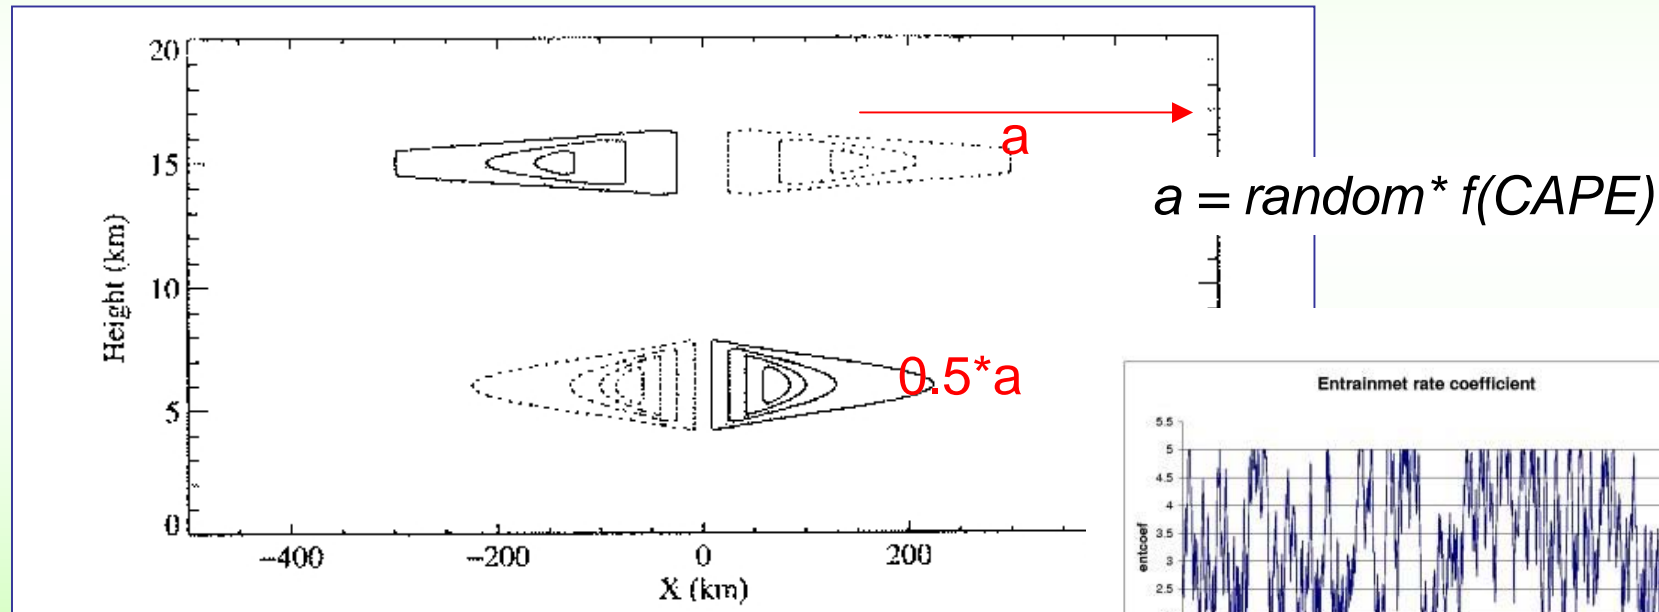 20
15
10
5
0
Height (km)
−400
−200
0
200
X (km)
a
0.5*a
a = random* f(CAPE)
Entrainmet rate coefficient
5.5
5
4.5
4
3.5
3
2.5
entcoef